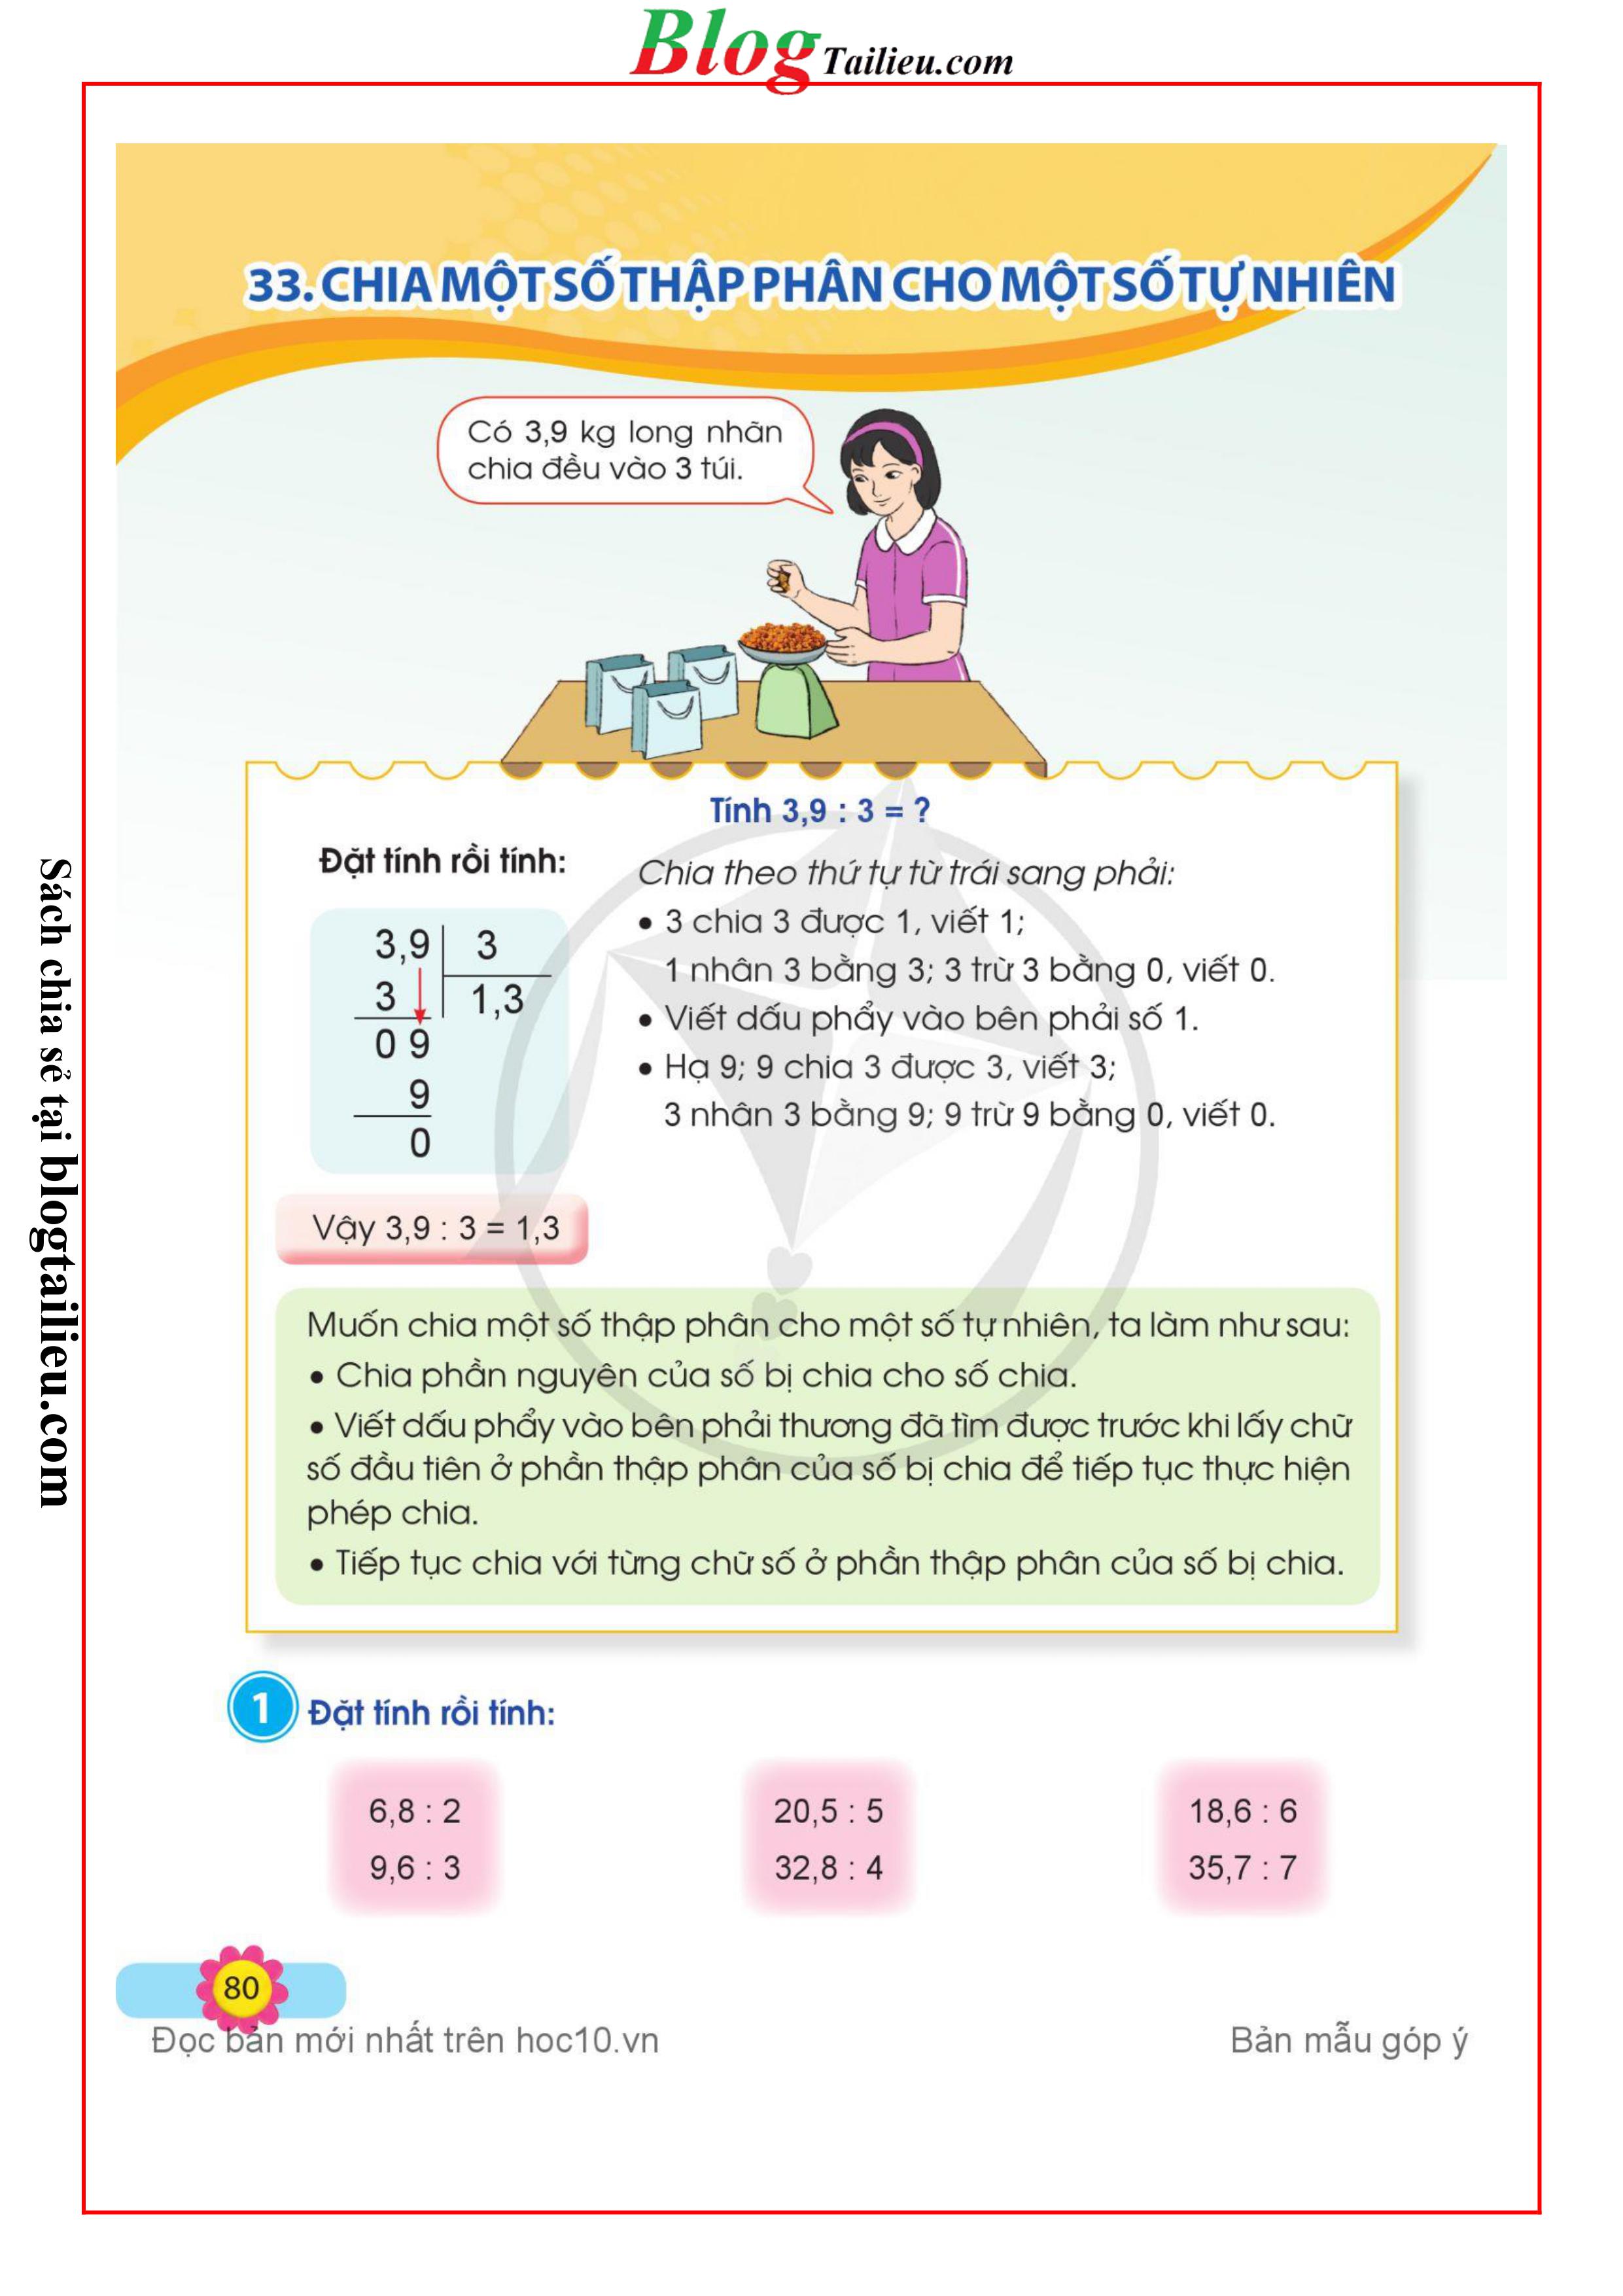 Blog Tailieu.com
33. CHIA MỘT SỐ THẬP PHÂN CHO MỘT SỐ TỰ NHIÊN
Có 3,9 kg long nhãn
chia đều vào 3 túi.
Tính 3,9 : 3 = ?
Đặt tính rồi tính:
3,9 3
3 1,3
0 9
9
0
Chia theo thứ tự từ trái sang phải:
• 3 chia 3 được 1, viết 1;
1 nhân 3 bằng 3; 3 trừ 3 bằng 0, viết 0.
• Viết dấu phẩy vào bên phải số 1.
• Hạ 9; 9 chia 3 được 3, viết 3;
3 nhân 3 bằng 9; 9 trừ 9 bằng 0, viết 0.
Vậy 3,9 : 3 = 1,3
Muốn chia một số thập phân cho một số tự nhiên, ta làm như sau:
• Chia phần nguyên của số bị chia cho số chia.
• Viết dấu phẩy vào bên phải thương đã tìm được trước khi lấy chữ
số đầu tiên ở phần thập phân của số bị chia để tiếp tục thực hiện
phép chia.
• Tiếp tục chia với từng chữ số ở phần thập phân của số bị chia.
1 Đặt tính rồi tính:
6,8 : 2 20,5 : 5 18,6 : 6
9,6 : 3 32,8 : 4 35,7 : 7
80
Đọc bản mới nhất trên hoc10.vn Bản mẫu góp ý
Sách chia sẻ tại blogtailieu.com